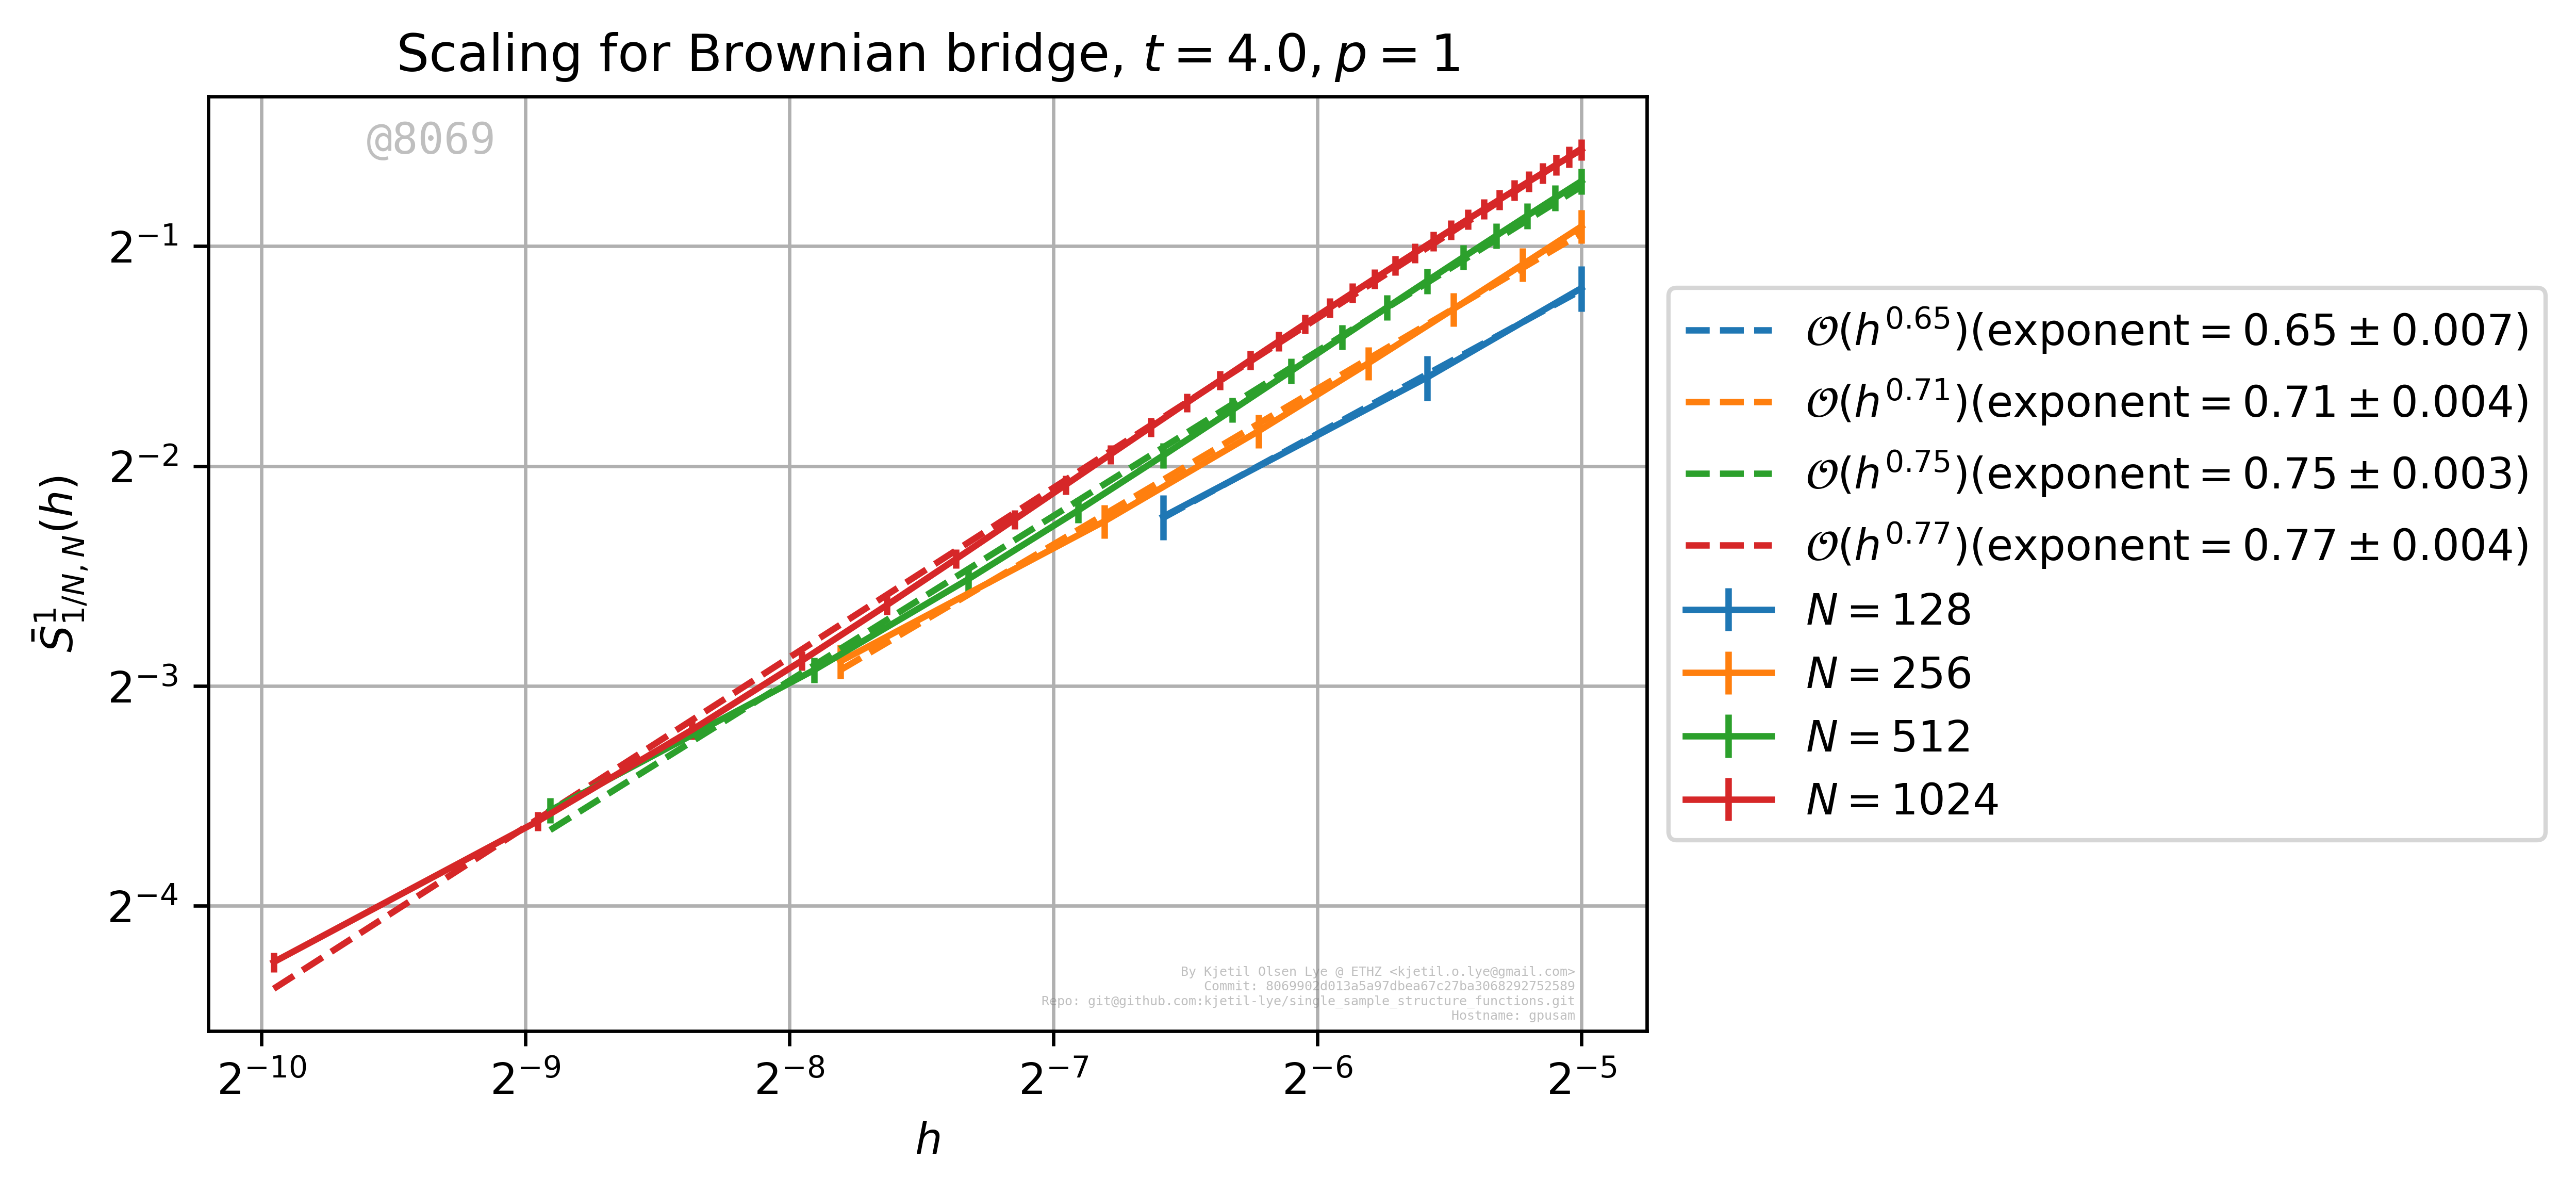 Scaling for Brownian bridge, t = 4.0, p = 1
@8069
2⁻¹
2⁻²
2⁻³
2⁻⁴
S̄¹₁/N, N(h)
2⁻¹⁰ 2⁻⁹ 2⁻⁸ 2⁻⁷ 2⁻⁶ 2⁻⁵
h
𝒪(h^0.65)(exponent = 0.65 ± 0.007)
𝒪(h^0.71)(exponent = 0.71 ± 0.004)
𝒪(h^0.75)(exponent = 0.75 ± 0.003)
𝒪(h^0.77)(exponent = 0.77 ± 0.004)
N = 128
N = 256
N = 512
N = 1024
By Kjetil Olsen Lye @ ETHZ <kjetil.o.lye@gmail.com>
Commit: 8069902d013a5a97dbea67c27ba3068292752589
Repo: git@github.com:kjetil-lye/single_sample_structure_functions.git
Hostname: gpusam